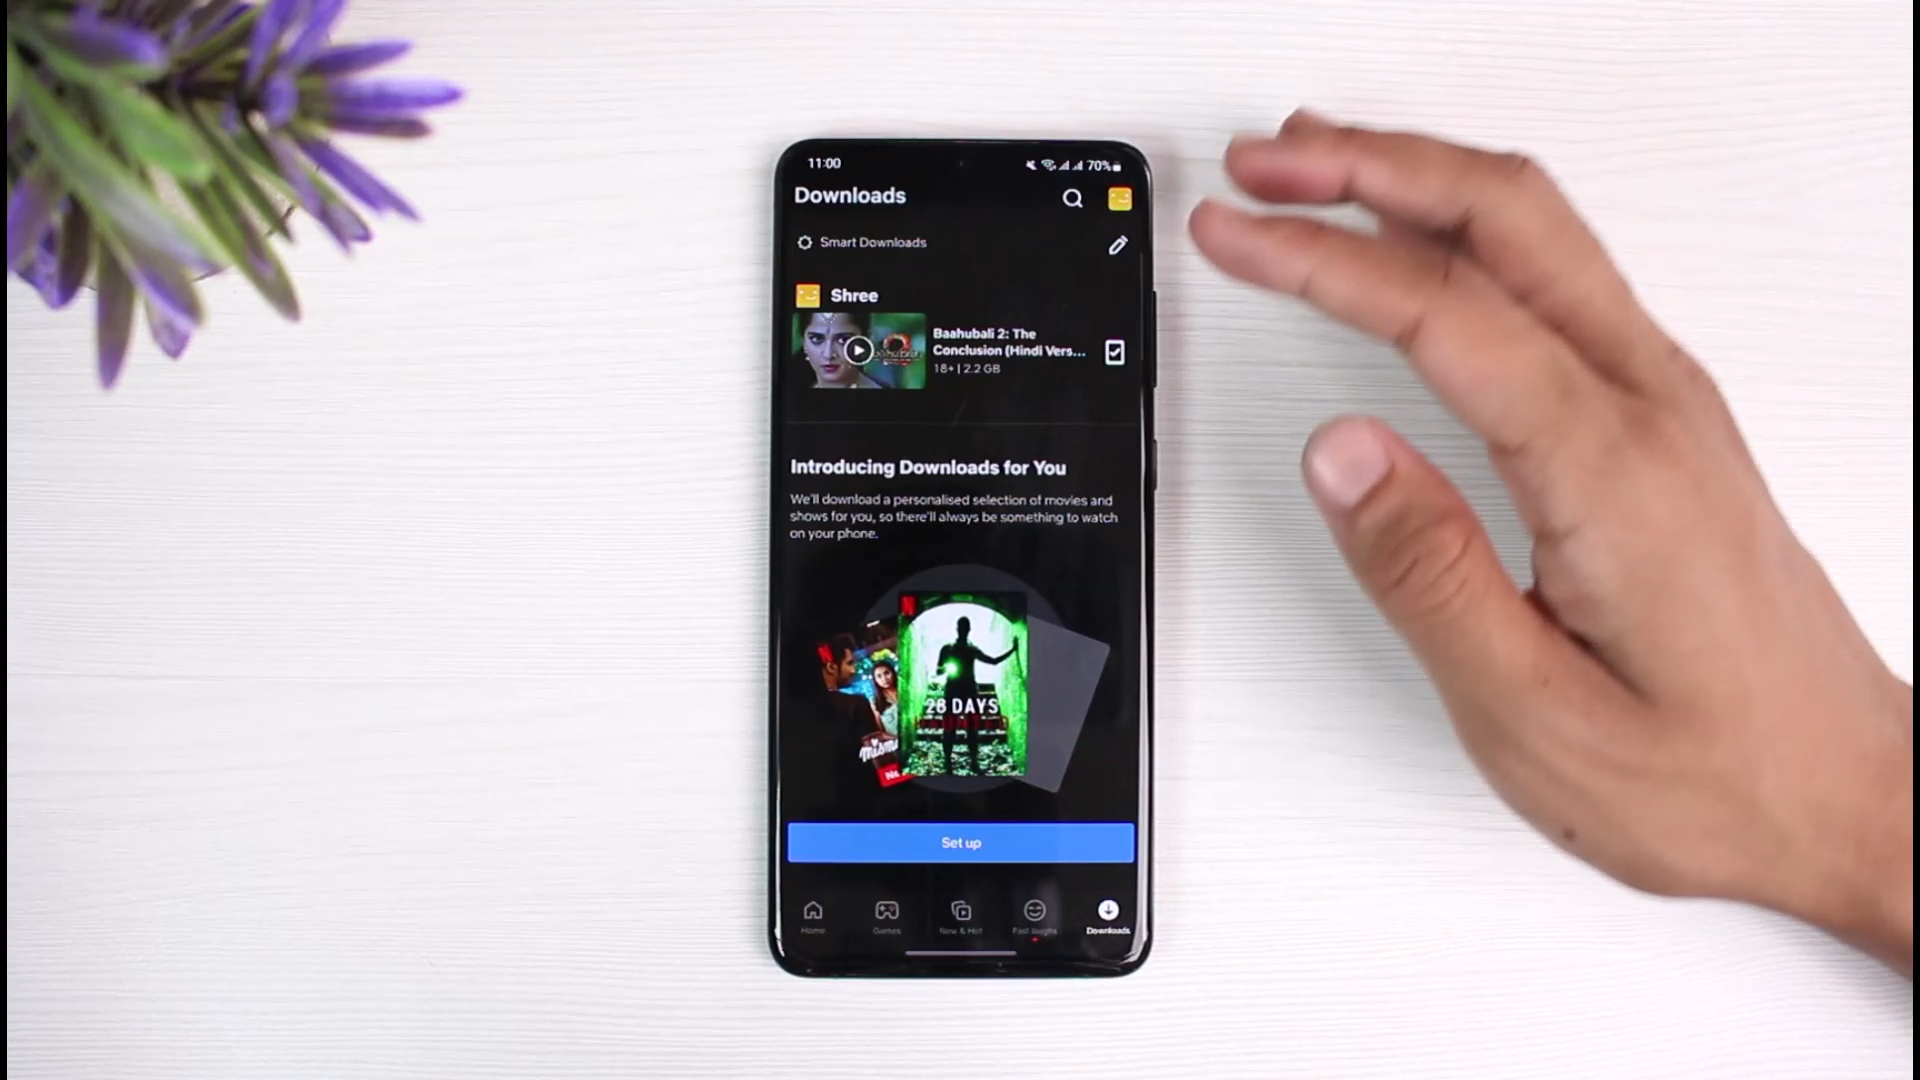 11:00
70%
Downloads
Smart Downloads
Shree
Baahubali 2: The
Conclusion (Hindi Vers...
18+ | 2.2 GB
Introducing Downloads for You
We'll download a personalised selection of movies and
shows for you, so there'll always be something to watch
on your phone.
N
N
28 DAYS
Set up
Home
Games
New & Hot
Fast laughs
Downloads